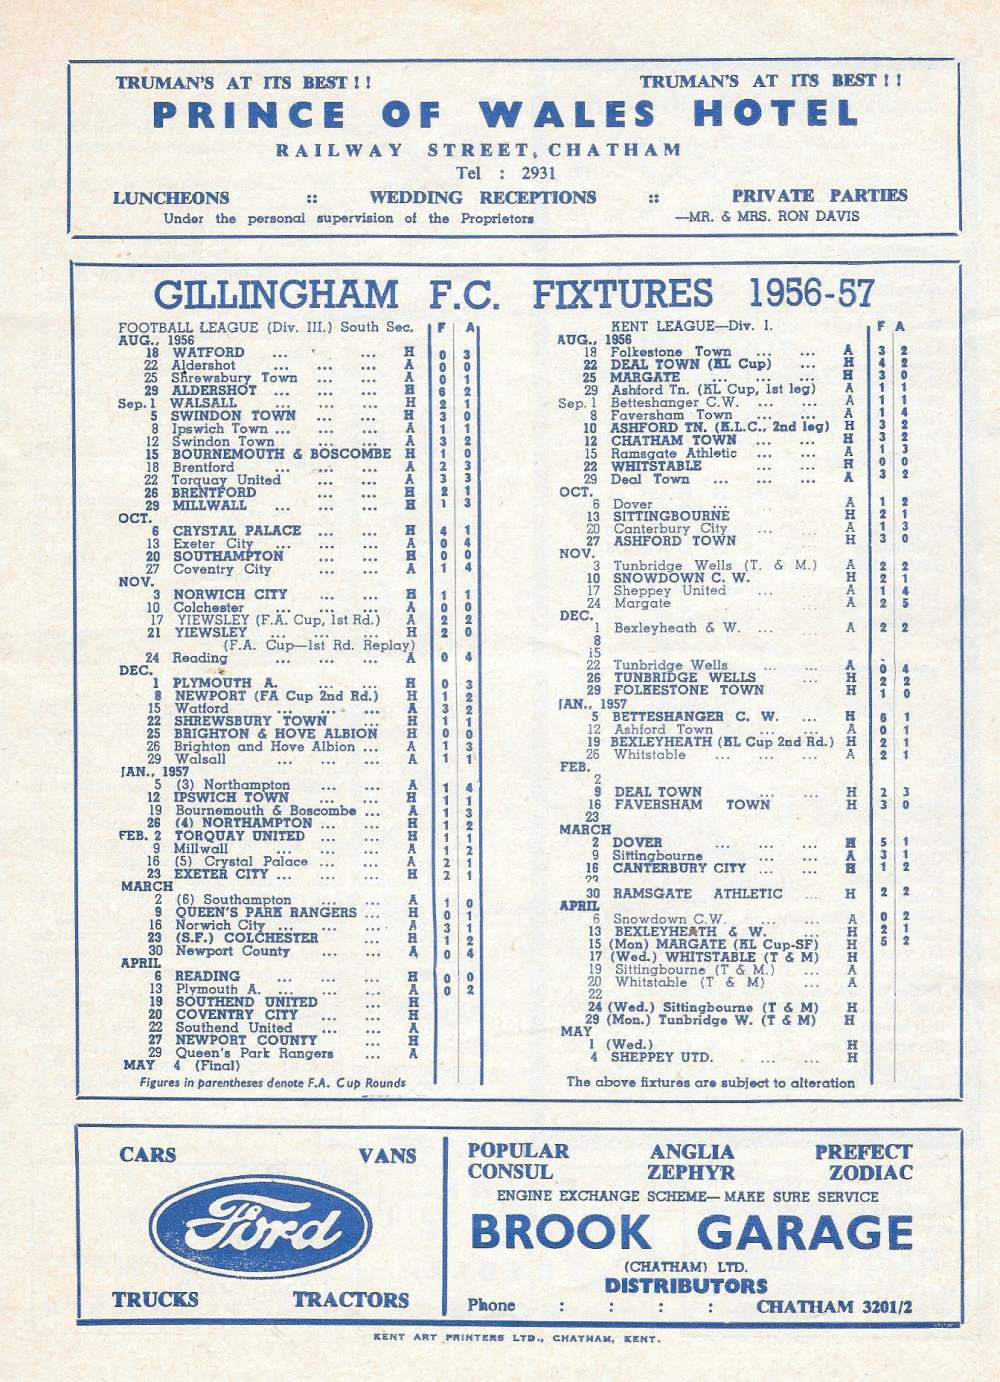 TRUMAN'S AT ITS BEST ! ! TRUMAN'S AT ITS BEST ! !
PRINCE OF WALES HOTEL
RAILWAY STREET, CHATHAM
Tel : 2931
LUNCHEONS :: WEDDING RECEPTIONS :: PRIVATE PARTIES
Under the personal supervision of the Proprietors —MR. & MRS. RON DAVIS
GILLINGHAM F.C. FIXTURES 1956-57
FOOTBALL LEAGUE (Div. III.) South Sec. F A
AUG., 1956
18 WATFORD ... ... H 0 3
22 Aldershot ... ... ... A 0 0
25 Shrewsbury Town ... ... A 0 1
29 ALDERSHOT ... ... ... H 6 2
Sep. 1 WALSALL ... ... ... H 2 1
5 SWINDON TOWN ... ... H 3 0
8 Ipswich Town ... ... ... A 1 1
12 Swindon Town ... ... A 3 2
15 BOURNEMOUTH & BOSCOMBE H 1 0
18 Brentford ... ... ... A 2 3
22 Torquay United ... ... A 3 3
26 BRENTFORD ... ... H 2 1
29 MILLWALL ... ... ... H 1 3
OCT.
6 CRYSTAL PALACE ... ... H 4 1
13 Exeter City ... ... ... A 0 4
20 SOUTHAMPTON ... ... H 0 0
27 Coventry City ... ... A 1 4
NOV.
3 NORWICH CITY ... ... H 1 1
10 Colchester ... ... ... A 0 0
17 YIEWSLEY (F.A. Cup, 1st Rd.) A 2 2
21 YIEWSLEY ... ... ... H 2 0
(F.A. Cup—1st Rd. Replay)
24 Reading ... ... ... A 0 4
DEC.
1 PLYMOUTH A. ... ... H 0 3
8 NEWPORT (FA Cup 2nd Rd.) H 1 2
15 Watford ... ... ... A 3 2
22 SHREWSBURY TOWN ... H 1 1
25 BRIGHTON & HOVE ALBION H 0 0
26 Brighton and Hove Albion ... A 1 3
29 Walsall ... ... ... A 1 1
JAN., 1957
5 (3) Northampton ... ... A 1 4
12 IPSWICH TOWN ... ... H 1 1
19 Bournemouth & Boscombe ... A 1 3
26 (4) NORTHAMPTON ... ... H 1 2
FEB. 2 TORQUAY UNITED ... ... H 1 1
9 Millwall ... ... ... A 1 2
16 (5) Crystal Palace ... ... A 2 1
23 EXETER CITY ... ... ... H 2 1
MARCH
2 (6) Southampton ... ... A 1 0
9 QUEEN'S PARK RANGERS ... H 0 1
16 Norwich City ... ... ... A 3 1
23 (S.F.) COLCHESTER ... H 1 2
30 Newport County ... ... A 0 4
APRIL
6 READING ... ... ... H 0 0
13 Plymouth A. ... ... ... A 0 2
19 SOUTHEND UNITED ... H
20 COVENTRY CITY ... ... H
22 Southend United ... ... A
27 NEWPORT COUNTY ... H
29 Queen's Park Rangers ... A
MAY 4 (Final)
Figures in parentheses denote F.A. Cup Rounds
KENT LEAGUE—Div. I. F A
AUG., 1956
18 Folkestone Town ... ... A 3 2
22 DEAL TOWN (KL Cup) ... H 4 2
25 MARGATE ... ... ... H 3 0
29 Ashford Tn. (KL Cup, 1st leg) A 1 1
Sep. 1 Betteshanger C.W. ... ... A 1 1
8 Faversham Town ... ... A 1 4
10 ASHFORD TN. (K.L.C., 2nd leg) H 3 2
12 CHATHAM TOWN ... ... H 3 2
15 Ramsgate Athletic ... ... A 1 3
22 WHITSTABLE ... ... H 0 0
29 Deal Town ... ... A 3 2
OCT.
6 Dover ... ... ... A 1 2
13 SITTINGBOURNE H 2 1
20 Canterbury City ... A 1 3
27 ASHFORD TOWN H 3 0
NOV.
3 Tunbridge Wells (T. & M.) A 2 2
10 SNOWDOWN C. W. H 2 1
17 Sheppey United ... A 1 4
24 Margate ... ... A 2 5
DEC.
1 Bexleyheath & W. ... ... A 2 2
8
15
22 Tunbridge Wells ... ... A 0 4
26 TUNBRIDGE WELLS ... H 2 2
29 FOLKESTONE TOWN H 1 0
JAN., 1957
5 BETTESHANGER C. W. ... H 6 1
12 Ashford Town ... ... A 0 1
19 BEXLEYHEATH (KL Cup 2nd Rd.) H 2 1
26 Whitstable ... ... ... A 2 1
FEB.
2
9 DEAL TOWN ... ... H 2 3
16 FAVERSHAM TOWN H 3 0
23
MARCH
2 DOVER ... ... ... H 5 1
9 Sittingbourne ... ... A 3 1
16 CANTERBURY CITY ... ... H 1 2
23
30 RAMSGATE ATHLETIC ... H 2 2
APRIL
6 Snowdown C.W. ... ... A 0 2
13 BEXLEYHEATH & W. ... H 2 1
15 (Mon) MARGATE (KL Cup-SF) H 5 2
17 (Wed.) WHITSTABLE (T & M) H
19 Sittingbourne (T & M.) ... A
20 Whitstable (T & M) ... A
22
24 (Wed.) Sittingbourne (T & M) H
29 (Mon.) Tunbridge W. (T & M) H
MAY
1 (Wed.) H
4 SHEPPEY UTD. ... ... H
The above fixtures are subject to alteration
CARS VANS
Ford
TRUCKS TRACTORS
POPULAR ANGLIA PREFECT
CONSUL ZEPHYR ZODIAC
ENGINE EXCHANGE SCHEME— MAKE SURE SERVICE
BROOK GARAGE
(CHATHAM) LTD.
DISTRIBUTORS
Phone : : : : CHATHAM 3201/2
KENT ART PRINTERS LTD., CHATHAM, KENT.